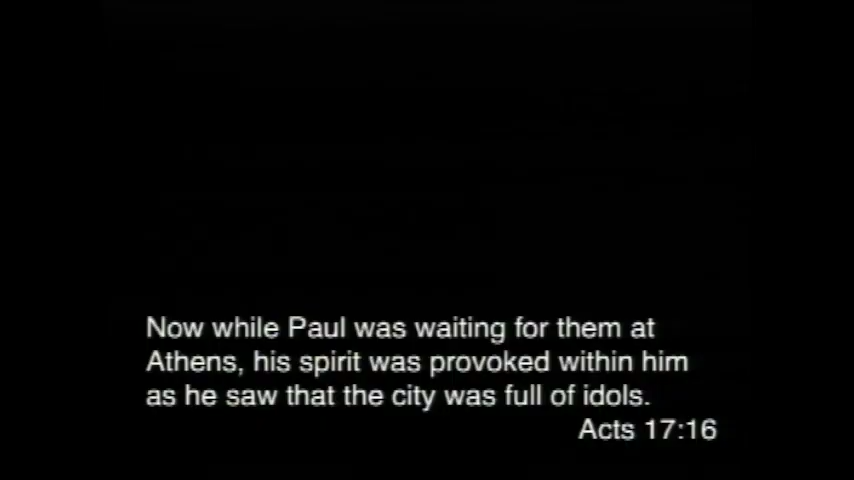 Now while Paul was waiting for them at
Athens, his spirit was provoked within him
as he saw that the city was full of idols.
Acts 17:16